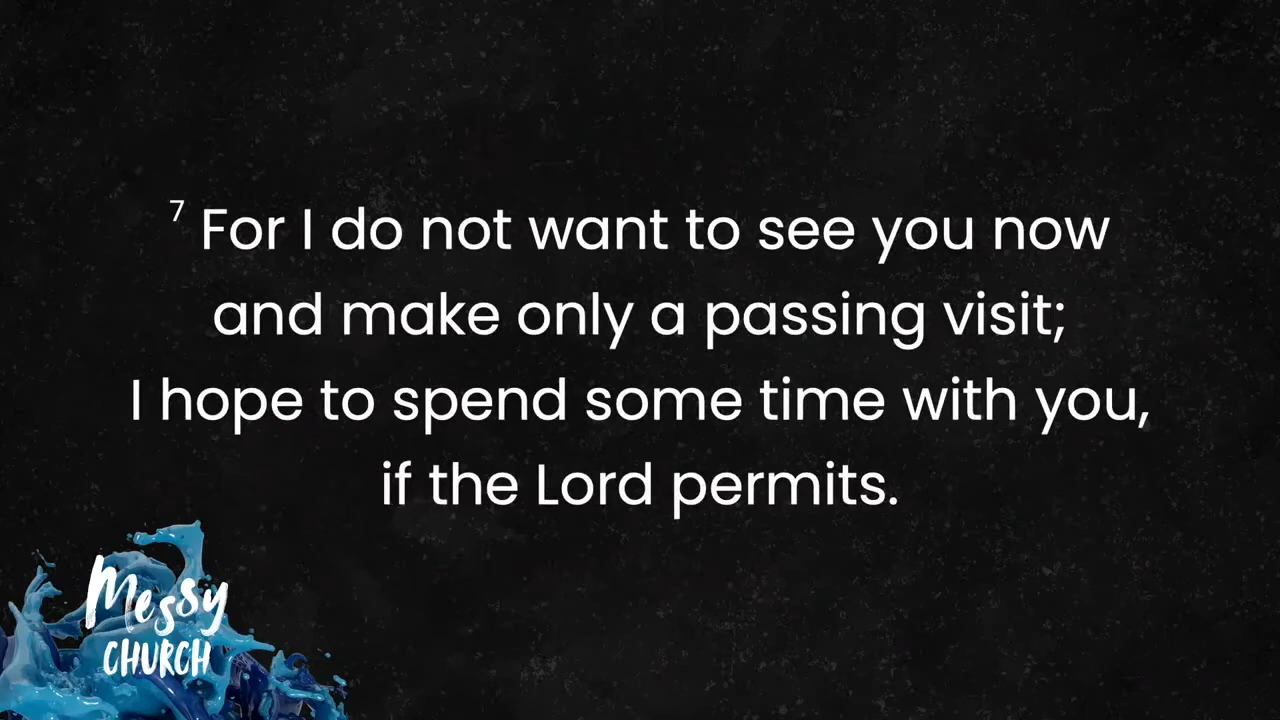 7 For I do not want to see you now
and make only a passing visit;
I hope to spend some time with you,
if the Lord permits.
Messy
CHURCH